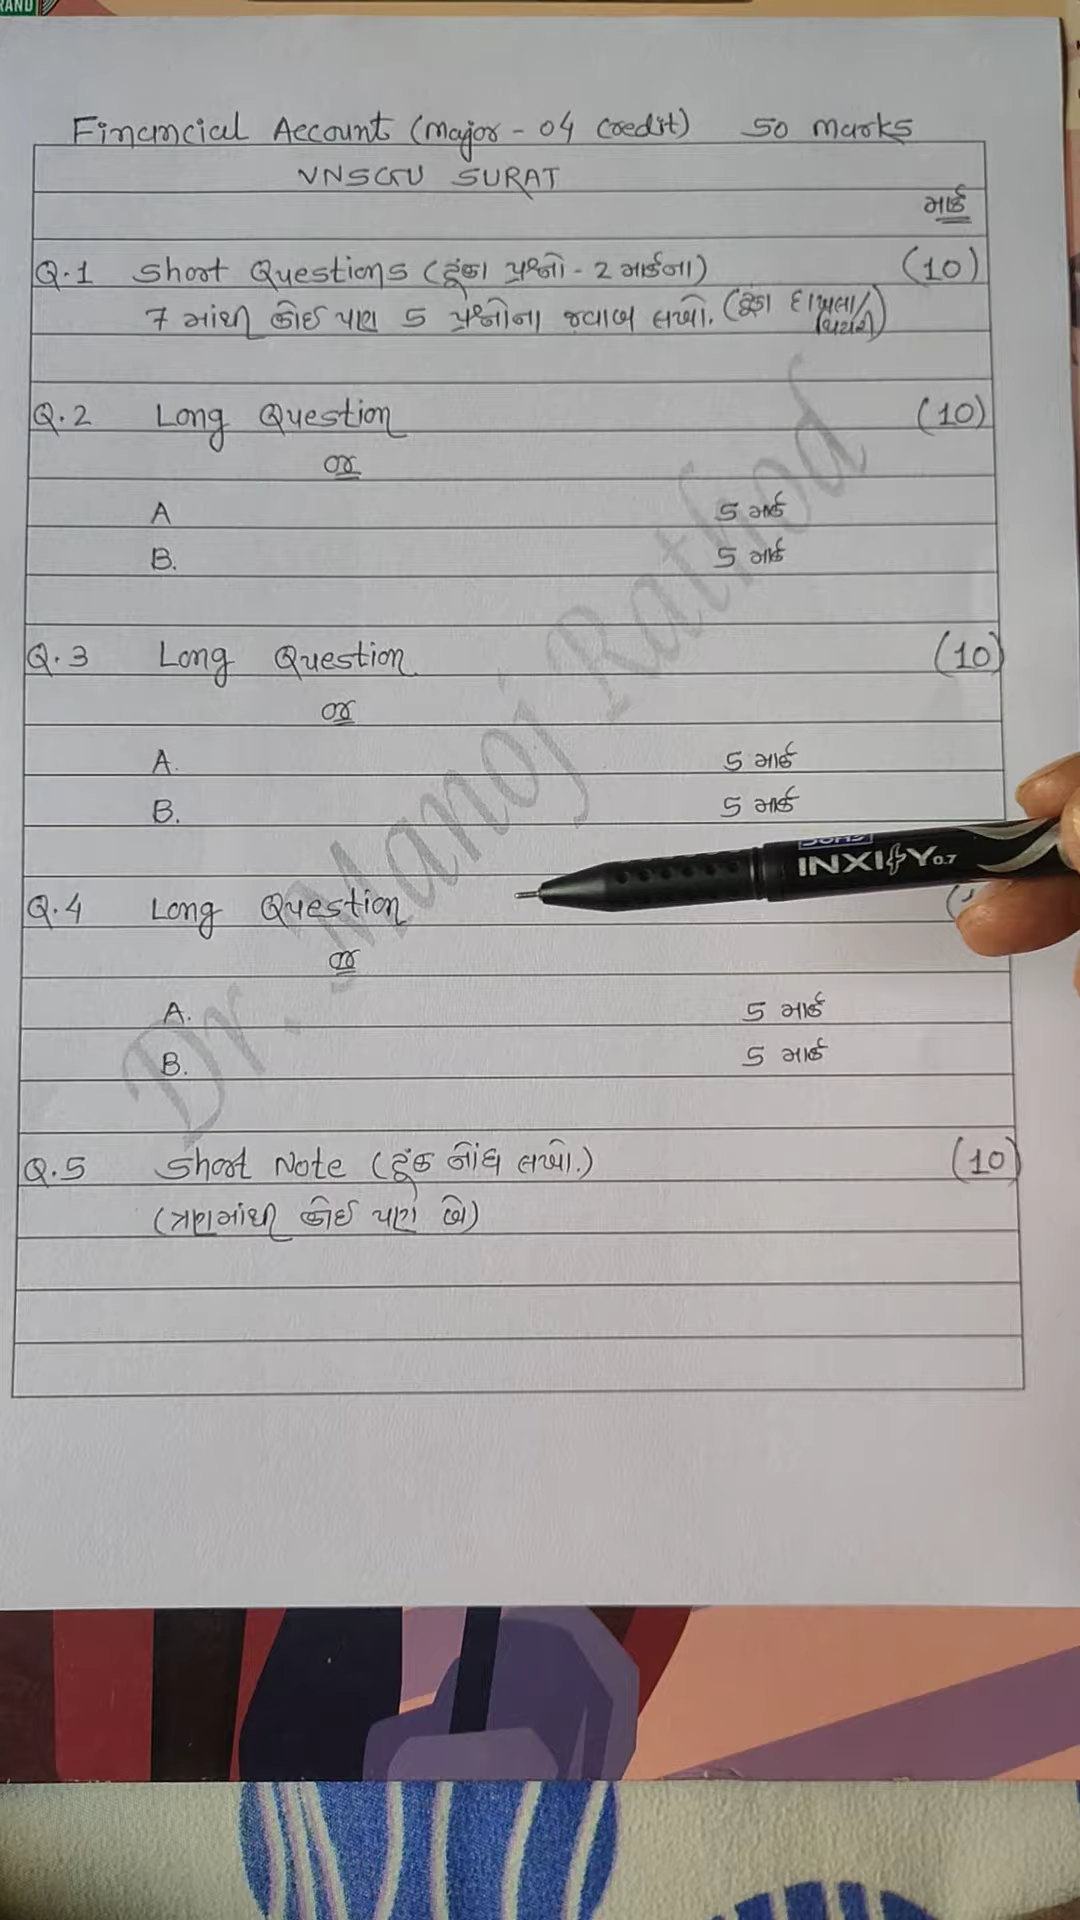 RAND
Financial Account (Major - 04 Credit) 50 Marks
VNSGU SURAT
માર્ક
Q.1 Short Questions (ટૂંકા પ્રશ્નો - 2 માર્કના) (10)
7 માંથી કોઈ પણ 5 પ્રશ્નોના જવાબ લખો. (ટૂંકા દાખલા/થિયરી)
Q.2 Long Question (10)
OR
A 5 માર્ક
B. 5 માર્ક
Q.3 Long Question (10)
OR
A. 5 માર્ક
B. 5 માર્ક
INXIFY 0.7
Q.4 Long Question
OR
A. 5 માર્ક
B. 5 માર્ક
Q.5 Short Note (ટૂંક નોંધ લખો.) (10)
(ત્રણમાંથી કોઈ પણ બે)
Dr. Manoj Rathod